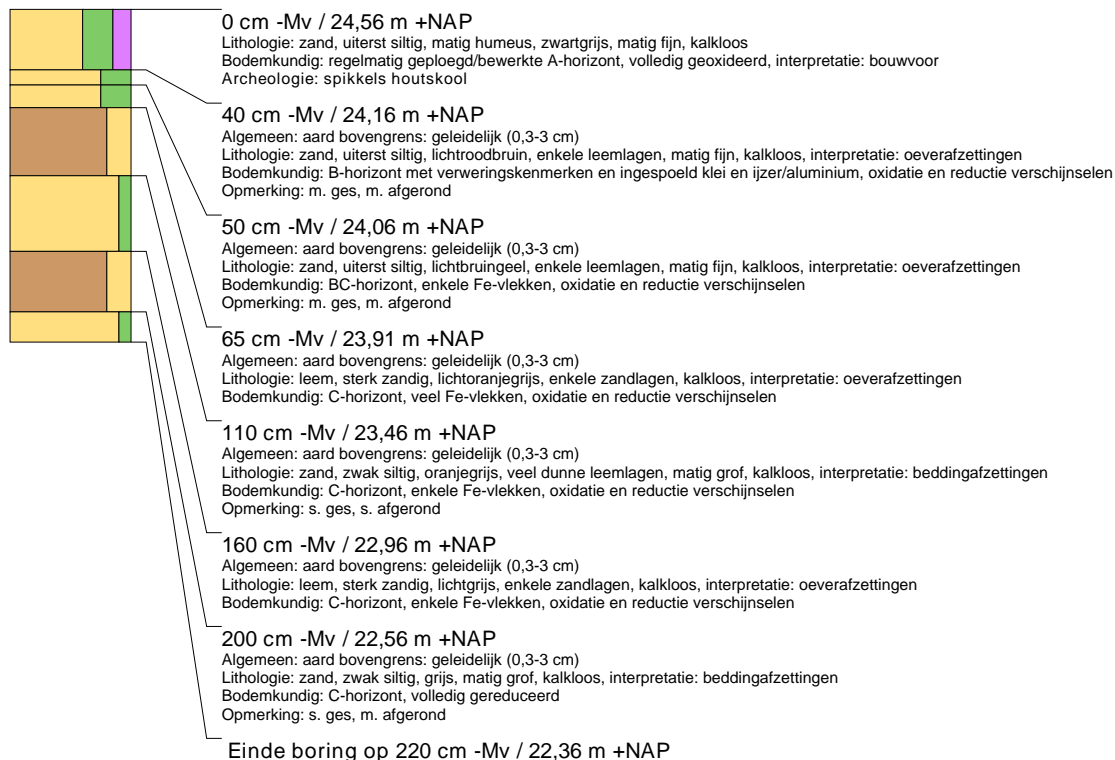 0 cm -Mv / 24,56 m +NAP
Lithologie: zand, uiterst siltig, matig humeus, zwartgrijs, matig fijn, kalkloos
Bodemkundig: regelmatig geploegd/bewerkte A-horizont, volledig geoxideerd, interpretatie: bouwvoor
Archeologie: spikkels houtskool
40 cm -Mv / 24,16 m +NAP
Algemeen: aard bovengrens: geleidelijk (0,3-3 cm)
Lithologie: zand, uiterst siltig, lichtroodbruin, enkele leemlagen, matig fijn, kalkloos, interpretatie: oeverafzettingen
Bodemkundig: B-horizont met verweringskenmerken en ingespoeld klei en ijzer/aluminium, oxidatie en reductie verschijnselen
Opmerking: m. ges, m. afgerond
50 cm -Mv / 24,06 m +NAP
Algemeen: aard bovengrens: geleidelijk (0,3-3 cm)
Lithologie: zand, uiterst siltig, lichtbruingeel, enkele leemlagen, matig fijn, kalkloos, interpretatie: oeverafzettingen
Bodemkundig: BC-horizont, enkele Fe-vlekken, oxidatie en reductie verschijnselen
Opmerking: m. ges, m. afgerond
65 cm -Mv / 23,91 m +NAP
Algemeen: aard bovengrens: geleidelijk (0,3-3 cm)
Lithologie: leem, sterk zandig, lichtoranjegrijs, enkele zandlagen, kalkloos, interpretatie: oeverafzettingen
Bodemkundig: C-horizont, veel Fe-vlekken, oxidatie en reductie verschijnselen
110 cm -Mv / 23,46 m +NAP
Algemeen: aard bovengrens: geleidelijk (0,3-3 cm)
Lithologie: zand, zwak siltig, oranjegrijs, veel dunne leemlagen, matig grof, kalkloos, interpretatie: beddingafzettingen
Bodemkundig: C-horizont, enkele Fe-vlekken, oxidatie en reductie verschijnselen
Opmerking: s. ges, s. afgerond
160 cm -Mv / 22,96 m +NAP
Algemeen: aard bovengrens: geleidelijk (0,3-3 cm)
Lithologie: leem, sterk zandig, lichtgrijs, enkele zandlagen, kalkloos, interpretatie: oeverafzettingen
Bodemkundig: C-horizont, enkele Fe-vlekken, oxidatie en reductie verschijnselen
200 cm -Mv / 22,56 m +NAP
Algemeen: aard bovengrens: geleidelijk (0,3-3 cm)
Lithologie: zand, zwak siltig, grijs, matig grof, kalkloos, interpretatie: beddingafzettingen
Bodemkundig: C-horizont, volledig gereduceerd
Opmerking: s. ges, m. afgerond
Einde boring op 220 cm -Mv / 22,36 m +NAP